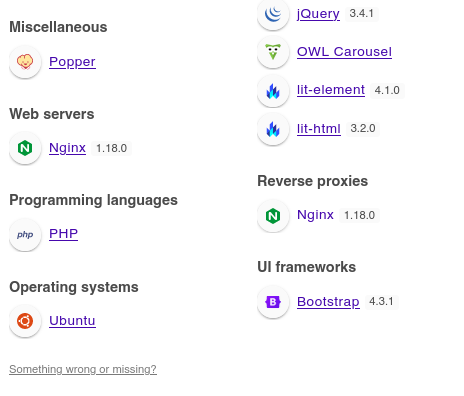 Miscellaneous
Popper
Web servers
Nginx 1.18.0
Programming languages
php PHP
Operating systems
Ubuntu
Something wrong or missing?
jQuery 3.4.1
OWL Carousel
lit-element 4.1.0
lit-html 3.2.0
Reverse proxies
Nginx 1.18.0
UI frameworks
B Bootstrap 4.3.1